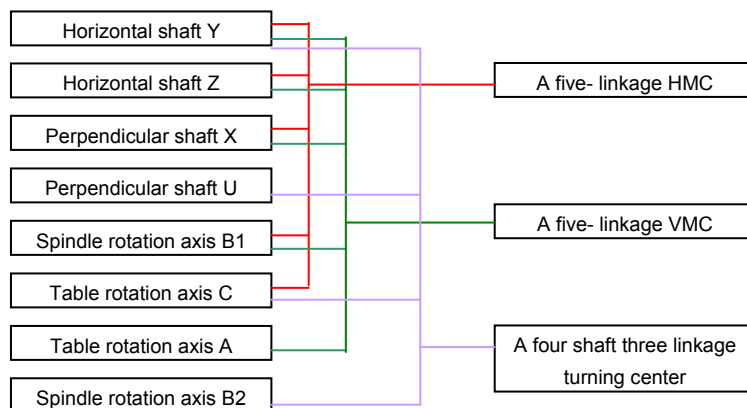 Horizontal shaft Y
Horizontal shaft Z
Perpendicular shaft X
Perpendicular shaft U
Spindle rotation axis B1
Table rotation axis C
Table rotation axis A
Spindle rotation axis B2
A five- linkage HMC
A five- linkage VMC
A four shaft three linkage
turning center